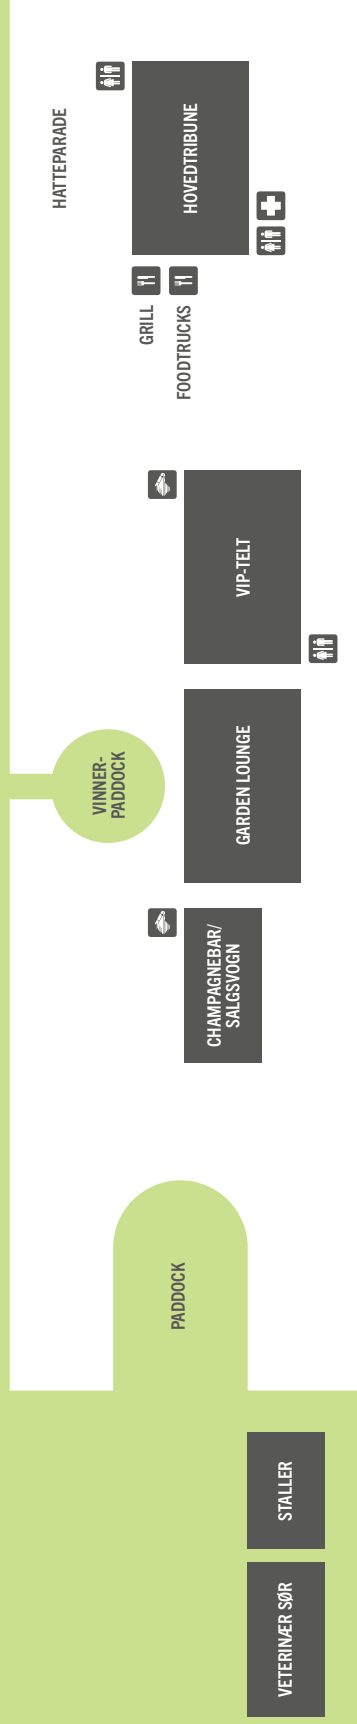 HATTEPARADE
HOVEDTRIBUNE
GRILL
FOODTRUCKS
VIP-TELT
GARDEN LOUNGE
VINNER-
PADDOCK
CHAMPAGNEBAR/
SALGSVOGN
PADDOCK
STALLER
VETERINÆR SØR